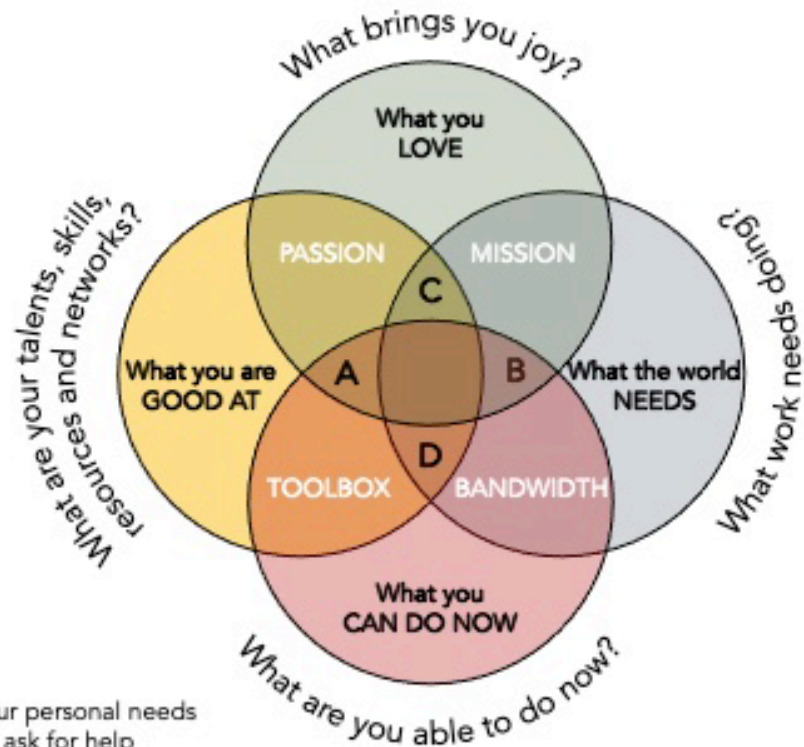 What brings you joy?
What you
LOVE
What are your talents, skills,
resources and networks?
What work needs doing?
PASSION
MISSION
C
What you are
GOOD AT
A
B
What the world
NEEDS
D
TOOLBOX
BANDWIDTH
What you
CAN DO NOW
What are you able to do now?
personal needs
ask for help